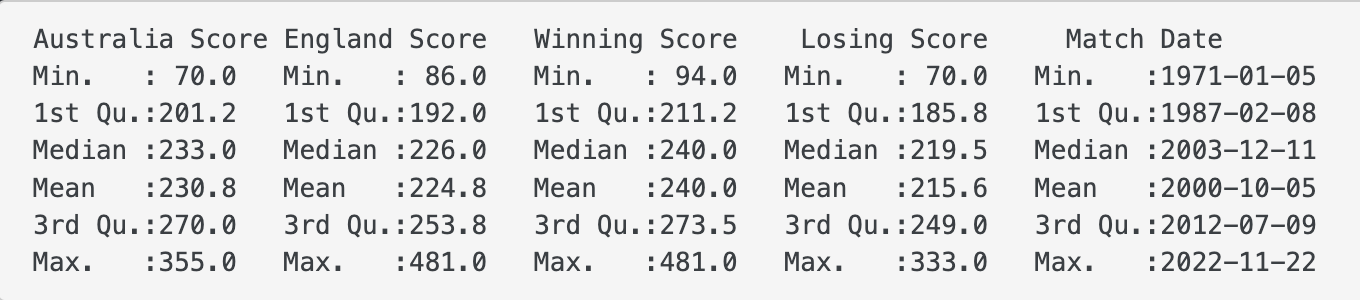 Australia Score England Score   Winning Score    Losing Score     Match Date
Min.   : 70.0   Min.   : 86.0   Min.   : 94.0   Min.   : 70.0   Min.   :1971-01-05
1st Qu.:201.2   1st Qu.:192.0   1st Qu.:211.2   1st Qu.:185.8   1st Qu.:1987-02-08
Median :233.0   Median :226.0   Median :240.0   Median :219.5   Median :2003-12-11
Mean   :230.8   Mean   :224.8   Mean   :240.0   Mean   :215.6   Mean   :2000-10-05
3rd Qu.:270.0   3rd Qu.:253.8   3rd Qu.:273.5   3rd Qu.:249.0   3rd Qu.:2012-07-09
Max.   :355.0   Max.   :481.0   Max.   :481.0   Max.   :333.0   Max.   :2022-11-22